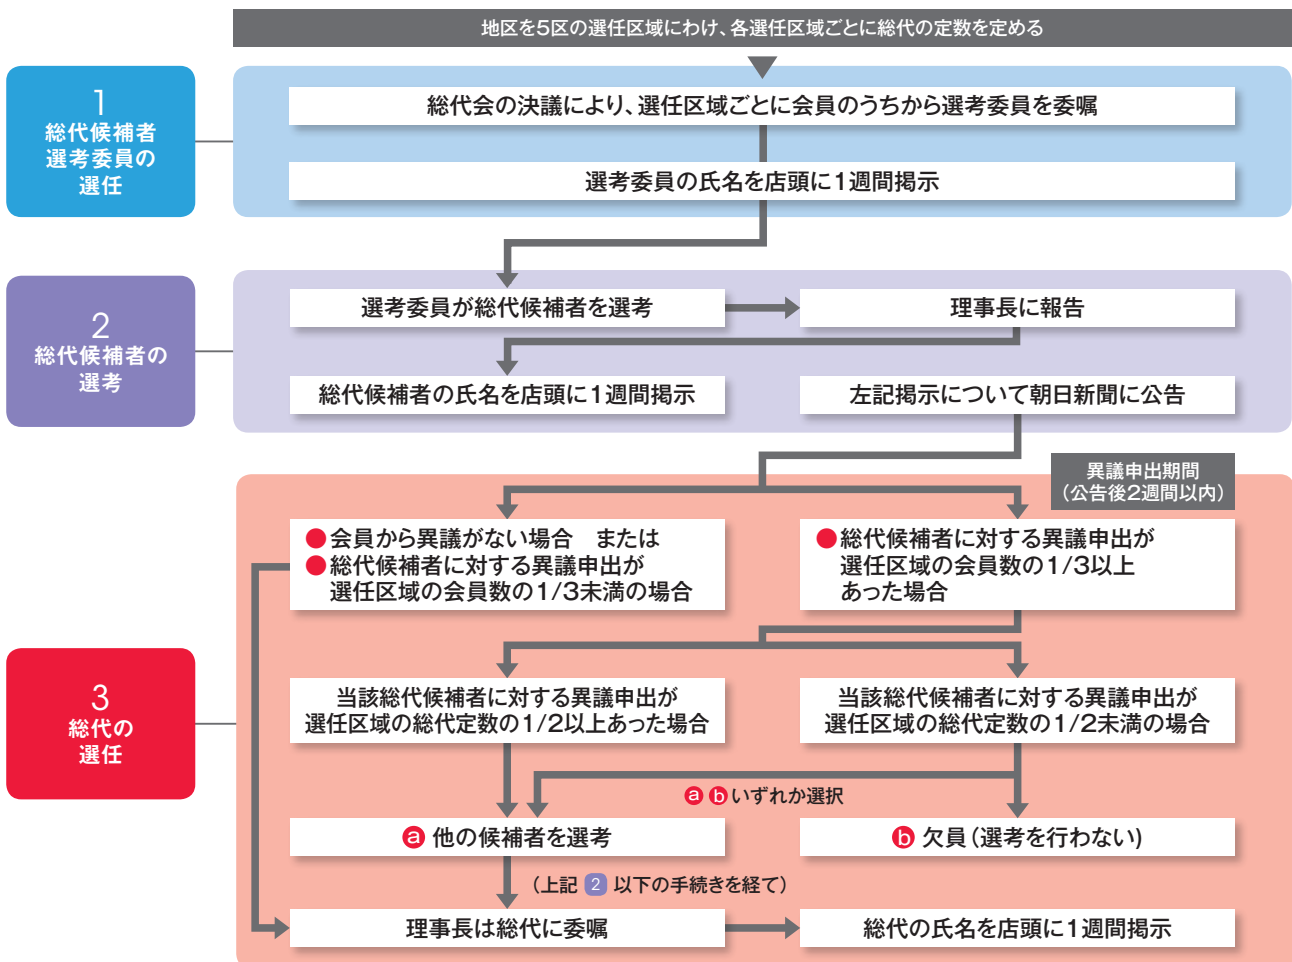 地区を5区の選任区域にわけ、各選任区域ごとに総代の定数を定める
1
総代候補者
選考委員の
選任
総代会の決議により、選任区域ごとに会員のうちから選考委員を委嘱
選考委員の氏名を店頭に1週間掲示
2
総代候補者の
選考
選考委員が総代候補者を選考
理事長に報告
総代候補者の氏名を店頭に1週間掲示
左記掲示について朝日新聞に公告
異議申出期間
(公告後2週間以内)
3
総代の
選任
●会員から異議がない場合 または
●総代候補者に対する異議申出が
選任区域の会員数の1/3未満の場合
●総代候補者に対する異議申出が
選任区域の会員数の1/3以上
あった場合
当該総代候補者に対する異議申出が
選任区域の総代定数の1/2以上あった場合
当該総代候補者に対する異議申出が
選任区域の総代定数の1/2未満の場合
ⓐ ⓑ いずれか選択
ⓐ 他の候補者を選考
ⓑ 欠員(選考を行わない)
(上記 2 以下の手続きを経て)
理事長は総代に委嘱
総代の氏名を店頭に1週間掲示